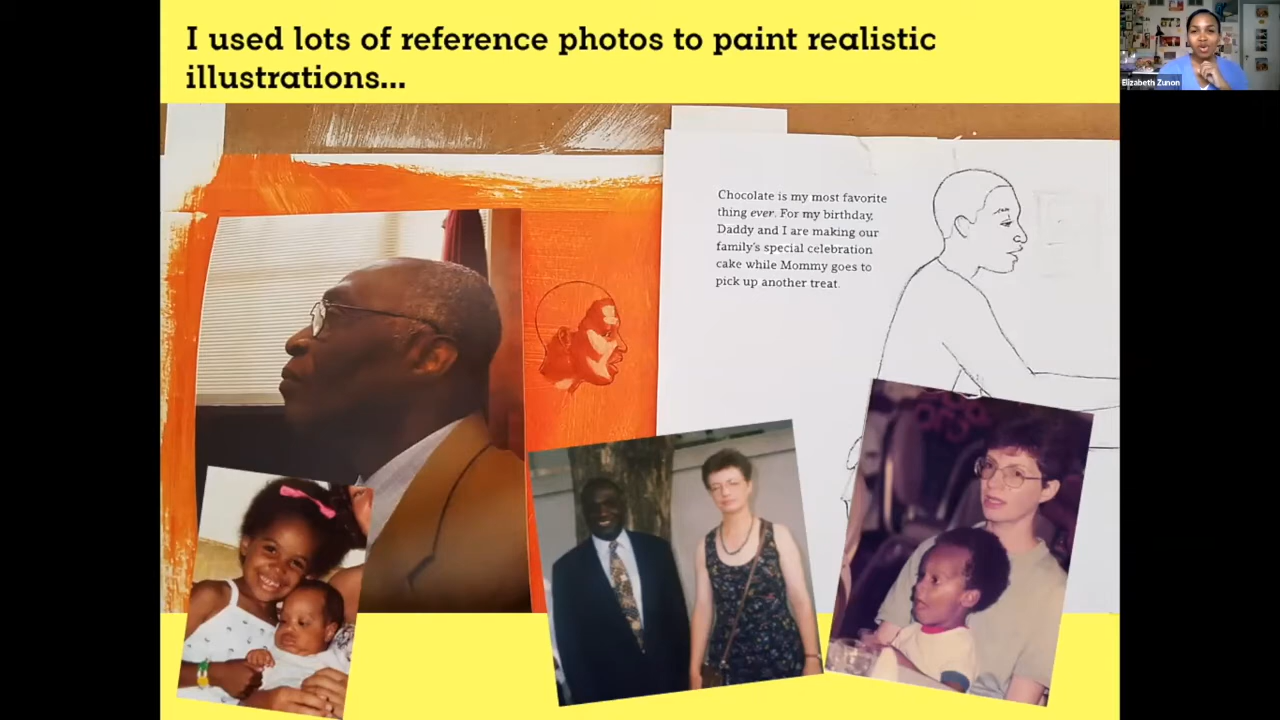 I used lots of reference photos to paint realistic
illustrations...
Elizabeth Zunon
Chocolate is my most favorite
thing ever. For my birthday,
Daddy and I are making our
family's special celebration
cake while Mommy goes to
pick up another treat.